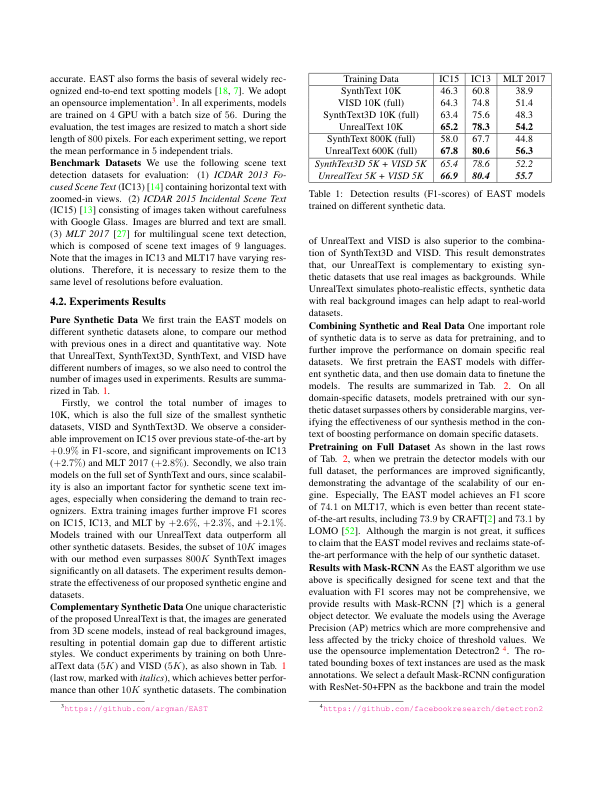 accurate. EAST also forms the basis of several widely rec-
ognized end-to-end text spotting models [18, 7]. We adopt
an opensource implementation3. In all experiments, models
are trained on 4 GPU with a batch size of 56. During the
evaluation, the test images are resized to match a short side
length of 800 pixels. For each experiment setting, we report
the mean performance in 5 independent trials.
Benchmark Datasets We use the following scene text
detection datasets for evaluation: (1) ICDAR 2013 Fo-
cused Scene Text (IC13) [14] containing horizontal text with
zoomed-in views. (2) ICDAR 2015 Incidental Scene Text
(IC15) [13] consisting of images taken without carefulness
with Google Glass. Images are blurred and text are small.
(3) MLT 2017 [27] for multilingual scene text detection,
which is composed of scene text images of 9 languages.
Note that the images in IC13 and MLT17 have varying res-
olutions. Therefore, it is necessary to resize them to the
same level of resolutions before evaluation.
4.2. Experiments Results
Pure Synthetic Data We first train the EAST models on
different synthetic datasets alone, to compare our method
with previous ones in a direct and quantitative way. Note
that UnrealText, SynthText3D, SynthText, and VISD have
different numbers of images, so we also need to control the
number of images used in experiments. Results are summa-
rized in Tab. 1.
Firstly, we control the total number of images to
10K, which is also the full size of the smallest synthetic
datasets, VISD and SynthText3D. We observe a consider-
able improvement on IC15 over previous state-of-the-art by
+0.9% in F1-score, and significant improvements on IC13
(+2.7%) and MLT 2017 (+2.8%). Secondly, we also train
models on the full set of SynthText and ours, since scalabil-
ity is also an important factor for synthetic scene text im-
ages, especially when considering the demand to train rec-
ognizers. Extra training images further improve F1 scores
on IC15, IC13, and MLT by +2.6%, +2.3%, and +2.1%.
Models trained with our UnrealText data outperform all
other synthetic datasets. Besides, the subset of 10K images
with our method even surpasses 800K SynthText images
significantly on all datasets. The experiment results demon-
strate the effectiveness of our proposed synthetic engine and
datasets.
Complementary Synthetic Data One unique characteristic
of the proposed UnrealText is that, the images are generated
from 3D scene models, instead of real background images,
resulting in potential domain gap due to different artistic
styles. We conduct experiments by training on both Unre-
alText data (5K) and VISD (5K), as also shown in Tab. 1
(last row, marked with italics), which achieves better perfor-
mance than other 10K synthetic datasets. The combination
3https://github.com/argman/EAST
Training Data IC15 IC13 MLT 2017
SynthText 10K 46.3 60.8 38.9
VISD 10K (full) 64.3 74.8 51.4
SynthText3D 10K (full) 63.4 75.6 48.3
UnrealText 10K 65.2 78.3 54.2
SynthText 800K (full) 58.0 67.7 44.8
UnrealText 600K (full) 67.8 80.6 56.3
SynthText3D 5K + VISD 5K 65.4 78.6 52.2
UnrealText 5K + VISD 5K 66.9 80.4 55.7
Table 1: Detection results (F1-scores) of EAST models
trained on different synthetic data.
of UnrealText and VISD is also superior to the combina-
tion of SynthText3D and VISD. This result demonstrates
that, our UnrealText is complementary to existing syn-
thetic datasets that use real images as backgrounds. While
UnrealText simulates photo-realistic effects, synthetic data
with real background images can help adapt to real-world
datasets.
Combining Synthetic and Real Data One important role
of synthetic data is to serve as data for pretraining, and to
further improve the performance on domain specific real
datasets. We first pretrain the EAST models with differ-
ent synthetic data, and then use domain data to finetune the
models. The results are summarized in Tab. 2. On all
domain-specific datasets, models pretrained with our syn-
thetic dataset surpasses others by considerable margins, ver-
ifying the effectiveness of our synthesis method in the con-
text of boosting performance on domain specific datasets.
Pretraining on Full Dataset As shown in the last rows
of Tab. 2, when we pretrain the detector models with our
full dataset, the performances are improved significantly,
demonstrating the advantage of the scalability of our en-
gine. Especially, The EAST model achieves an F1 score
of 74.1 on MLT17, which is even better than recent state-
of-the-art results, including 73.9 by CRAFT[2] and 73.1 by
LOMO [52]. Although the margin is not great, it suffices
to claim that the EAST model revives and reclaims state-of-
the-art performance with the help of our synthetic dataset.
Results with Mask-RCNN As the EAST algorithm we use
above is specifically designed for scene text and that the
evaluation with F1 scores may not be comprehensive, we
provide results with Mask-RCNN [?] which is a general
object detector. We evaluate the models using the Average
Precision (AP) metrics which are more comprehensive and
less affected by the tricky choice of threshold values. We
use the opensource implementation Detectron2 4. The ro-
tated bounding boxes of text instances are used as the mask
annotations. We select a default Mask-RCNN configuration
with ResNet-50+FPN as the backbone and train the model
4https://github.com/facebookresearch/detectron2